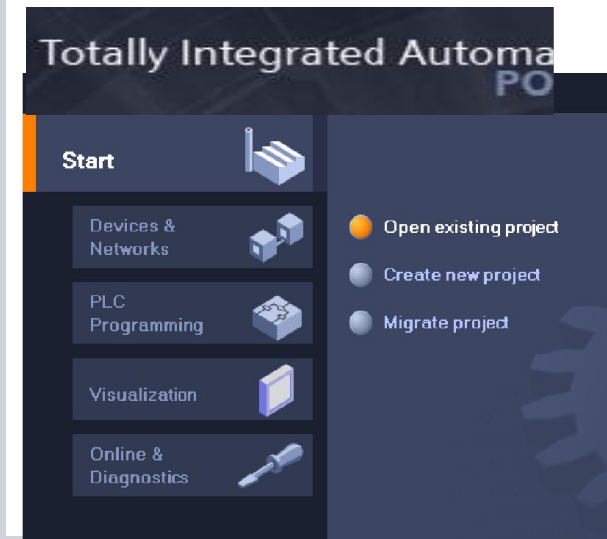 Totally Integrated Automa
PO
Start
Devices &
Networks
PLC
Programming
Visualization
Online &
Diagnostics
Open existing project
Create new project
Migrate project